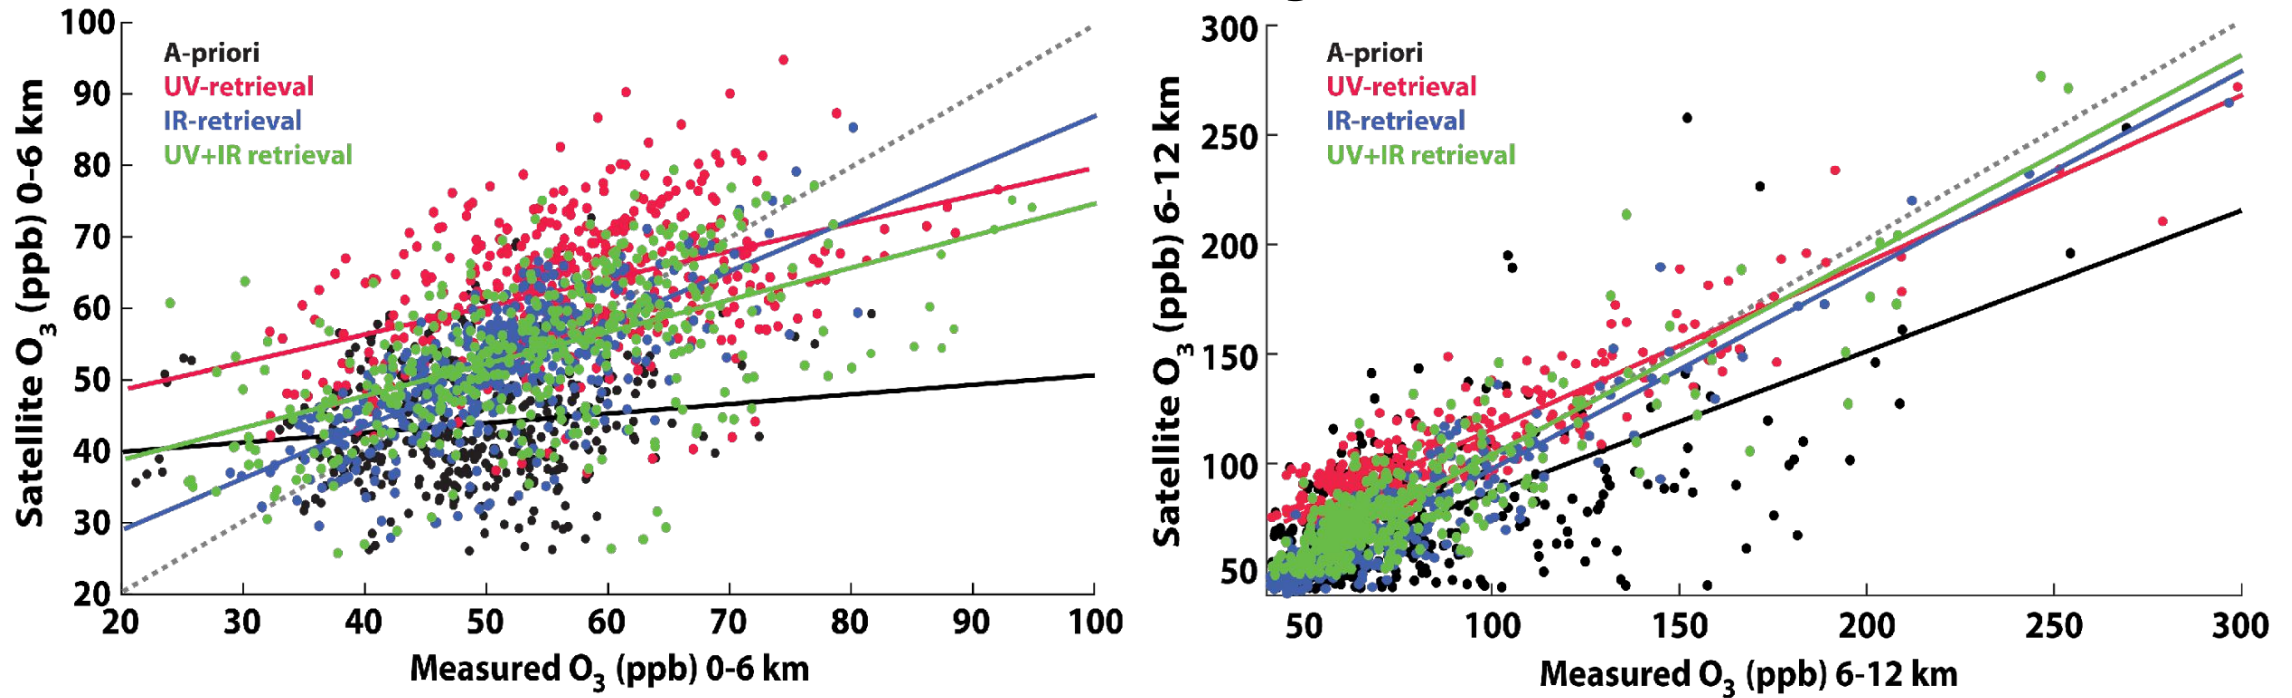 100
90
80
70
60
50
40
30
20
20 30 40 50 60 70 80 90 100
Satellite O3 (ppb) 0-6 km
Measured O3 (ppb) 0-6 km
A-priori
UV-retrieval
IR-retrieval
UV+IR retrieval
300
250
200
150
100
50
50 100 150 200 250 300
Satellite O3 (ppb) 6-12 km
Measured O3 (ppb) 6-12 km
A-priori
UV-retrieval
IR-retrieval
UV+IR retrieval